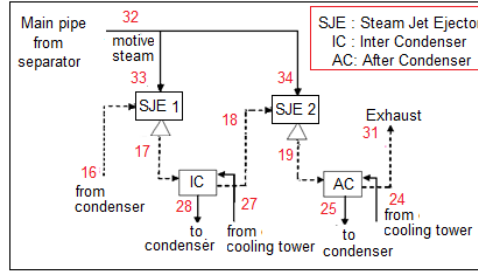 32
Main pipe
from
separator
motive
steam
SJE : Steam Jet Ejector
IC : Inter Condenser
AC: After Condenser
33
34
SJE 1
SJE 2
Exhaust
31
18
17
19
16
from
condenser
IC
AC
28
27
25
24
to
condenser
from
cooling tower
to
condenser
from
cooling tower